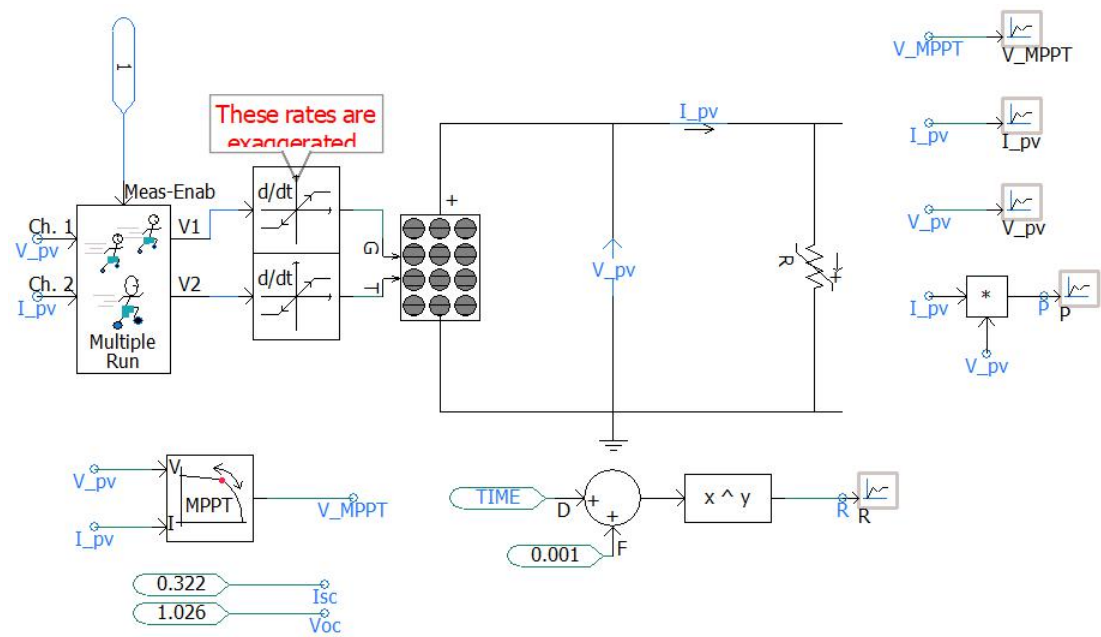 1
These rates are
exaggerated
Meas-Enab
Ch. 1
V_pv
V1
Ch. 2
I_pv
V2
Multiple
Run
d/dt
d/dt
G
T
+
I_pv
V_pv
R
+
V_MPPT
V_MPPT
I_pv
I_pv
V_pv
V_pv
I_pv
*
P
P
V_pv
V_pv
I_pv
V
I
MPPT
V_MPPT
TIME
D
+
+
F
0.001
x ^ y
R
R
0.322
Isc
1.026
Voc